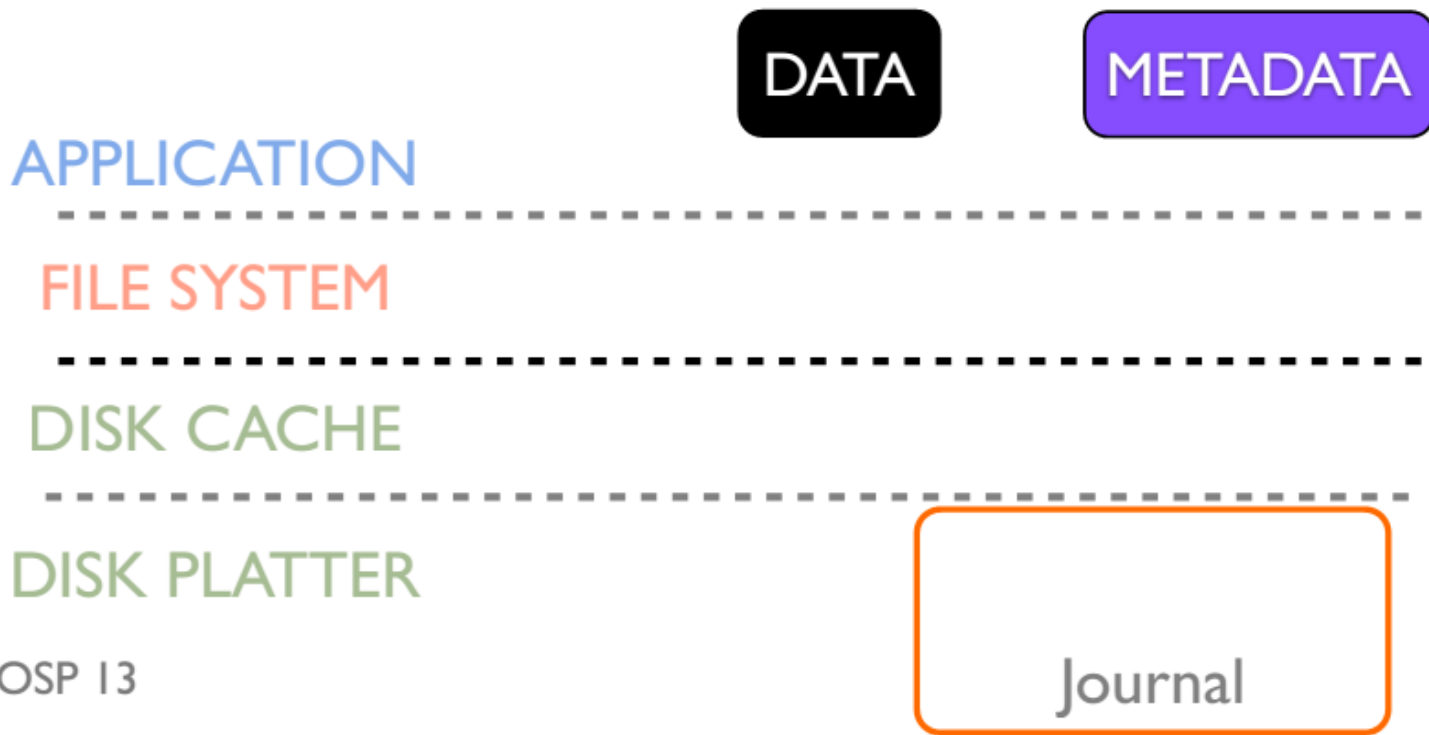 DATA
METADATA
APPLICATION
FILE SYSTEM
DISK CACHE
DISK PLATTER
OSP 13
Journal